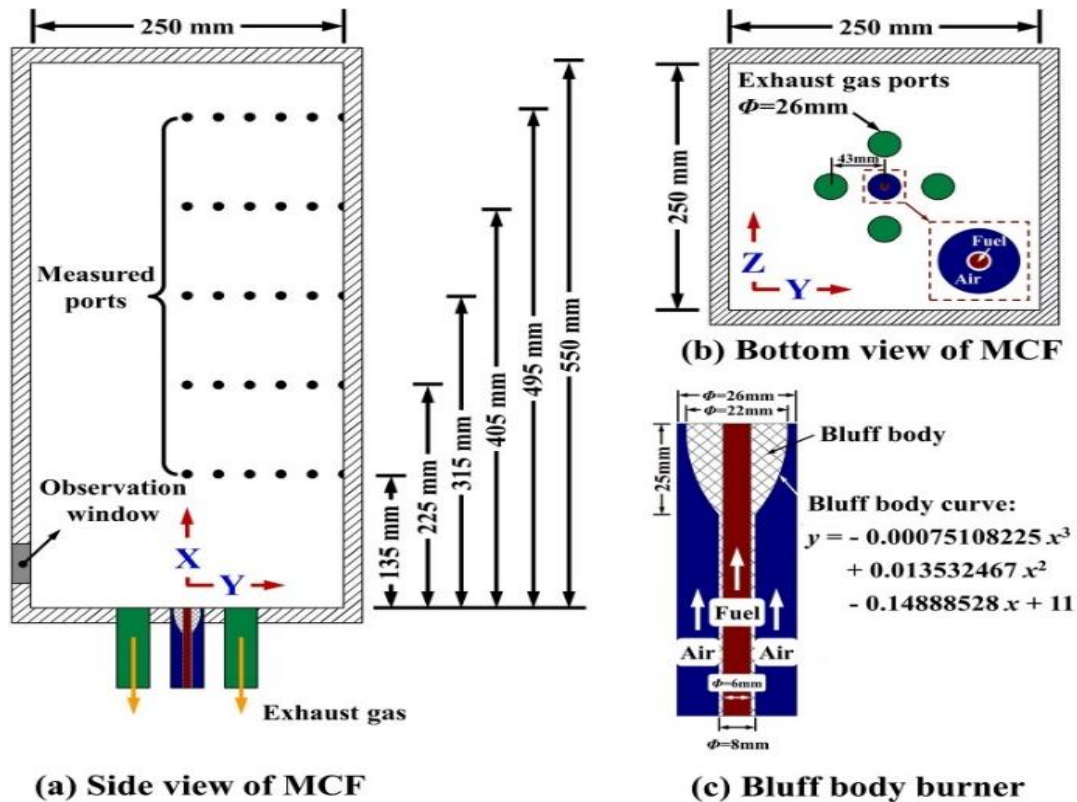 250 mm
Measured
ports
Observation
window
X
Y
135 mm
225 mm
315 mm
405 mm
495 mm
550 mm
Exhaust gas
(a) Side view of MCF
250 mm
Exhaust gas ports
Φ=26mm
43mm
250 mm
Z
Y
Fuel
Air
(b) Bottom view of MCF
Φ=26mm
Φ=22mm
25mm
Bluff body
Bluff body curve:
y = - 0.00075108225 x³
+ 0.013532467 x²
- 0.14888528 x + 11
Fuel
Air
Air
Φ=6mm
Φ=8mm
(c) Bluff body burner